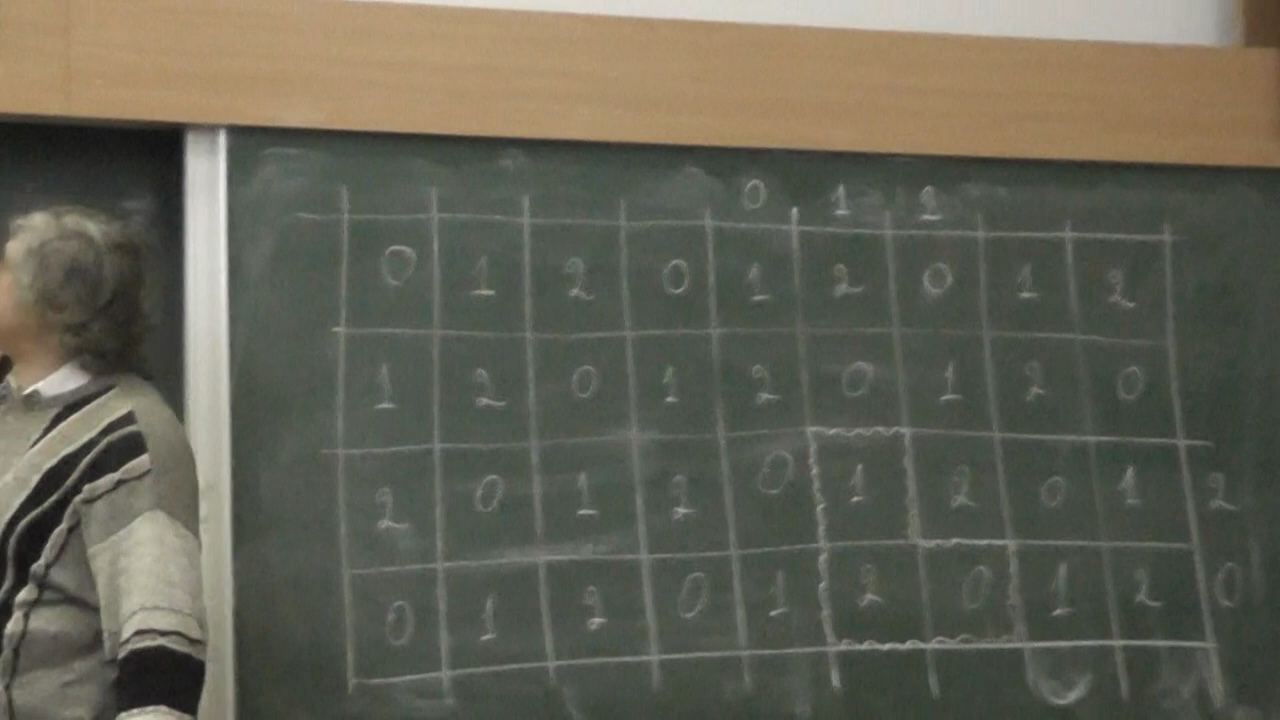 0 1 2
0 1 2 0 1 2 0 1 2
1 2 0 1 2 0 1 2 0
2 0 1 2 0 1 2 0 1 2
0 1 2 0 1 2 0 1 2 0